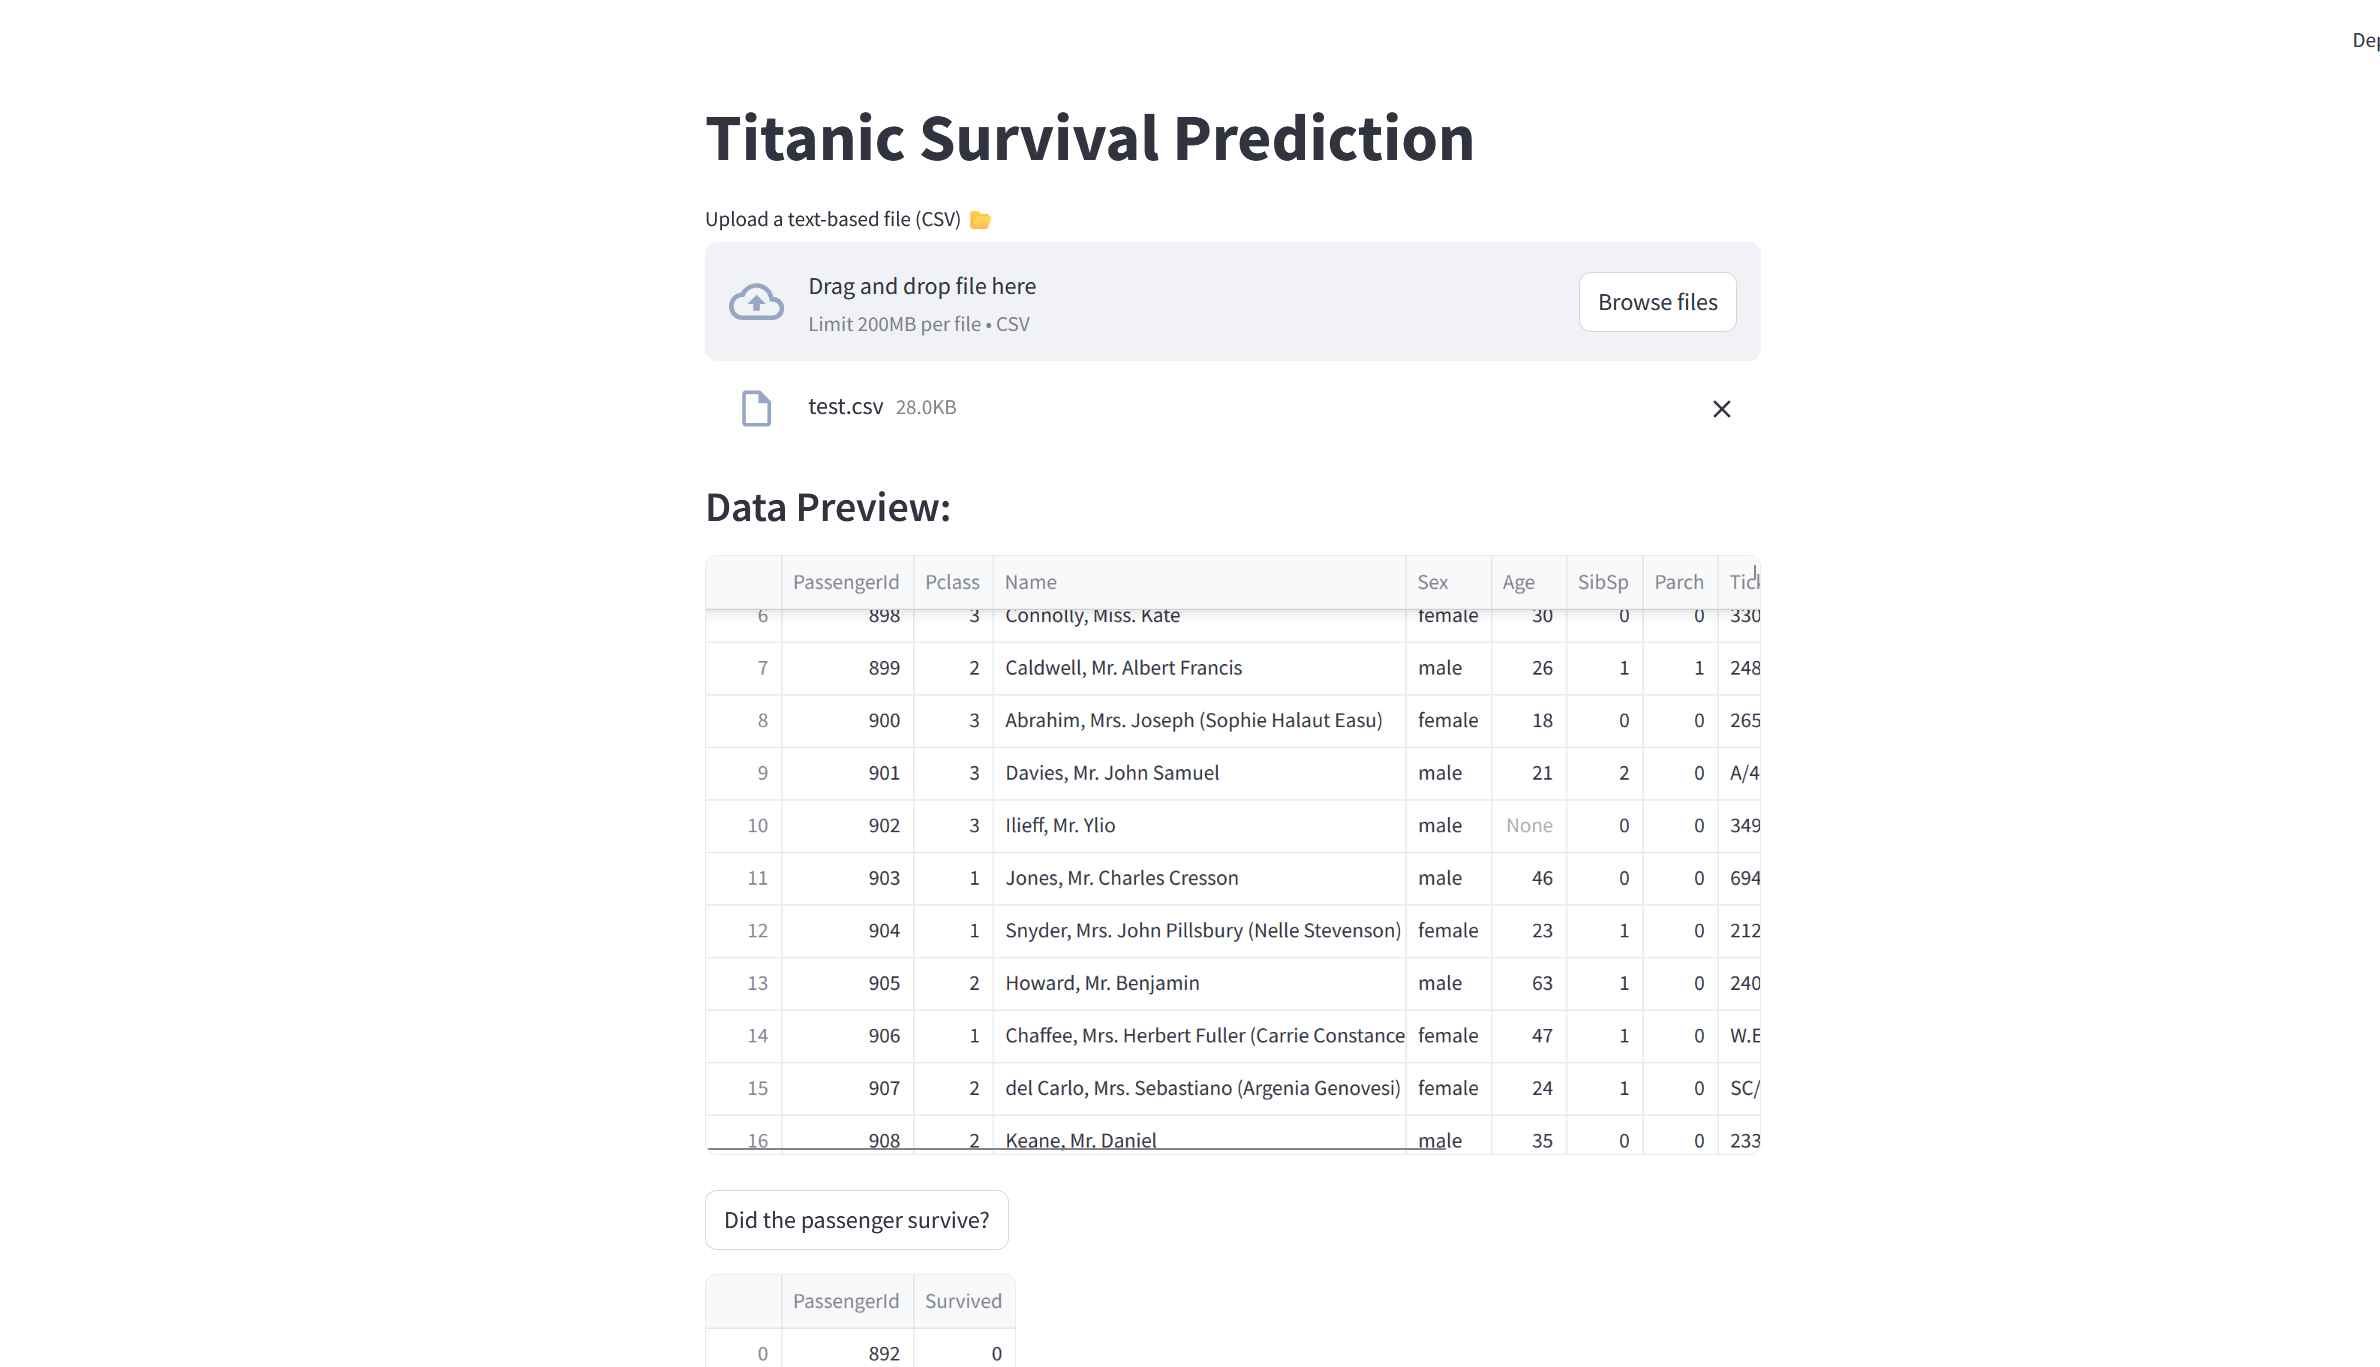 Dep
Titanic Survival Prediction
Upload a text-based file (CSV) 📂
Drag and drop file here
Limit 200MB per file • CSV
Browse files
test.csv 28.0KB
Data Preview:
PassengerId Pclass Name Sex Age SibSp Parch Tick
6 898 3 Connolly, Miss. Kate female 30 0 0 330
7 899 2 Caldwell, Mr. Albert Francis male 26 1 1 248
8 900 3 Abrahim, Mrs. Joseph (Sophie Halaut Easu) female 18 0 0 265
9 901 3 Davies, Mr. John Samuel male 21 2 0 A/4
10 902 3 Ilieff, Mr. Ylio male None 0 0 349
11 903 1 Jones, Mr. Charles Cresson male 46 0 0 694
12 904 1 Snyder, Mrs. John Pillsbury (Nelle Stevenson) female 23 1 0 212
13 905 2 Howard, Mr. Benjamin male 63 1 0 240
14 906 1 Chaffee, Mrs. Herbert Fuller (Carrie Constance female 47 1 0 W.E
15 907 2 del Carlo, Mrs. Sebastiano (Argenia Genovesi) female 24 1 0 SC/
16 908 2 Keane, Mr. Daniel male 35 0 0 233
Did the passenger survive?
PassengerId Survived
0 892 0